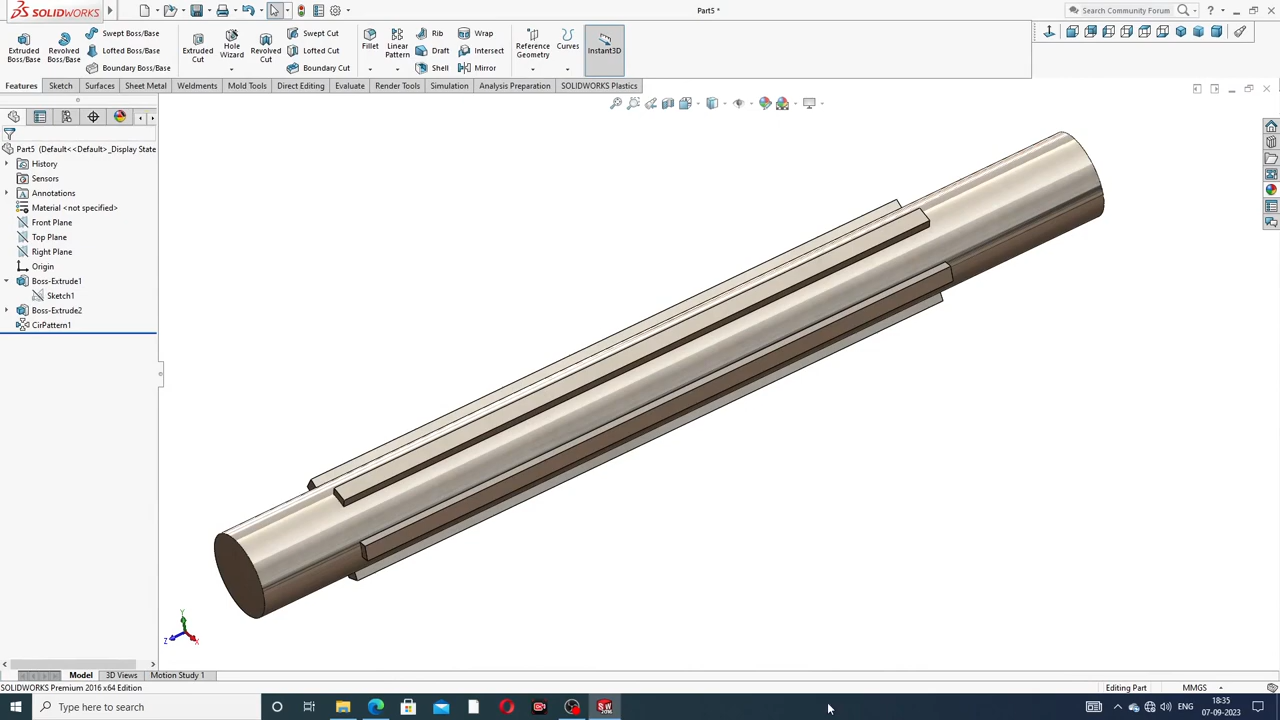 SOLIDWORKS
Part5 *
Search Community Forum
Extruded Boss/Base
Revolved Boss/Base
Swept Boss/Base
Lofted Boss/Base
Boundary Boss/Base
Extruded Cut
Hole Wizard
Revolved Cut
Swept Cut
Lofted Cut
Boundary Cut
Fillet
Linear Pattern
Rib
Draft
Shell
Wrap
Intersect
Mirror
Reference Geometry
Curves
Instant3D
Features
Sketch
Surfaces
Sheet Metal
Weldments
Mold Tools
Direct Editing
Evaluate
Render Tools
Simulation
Analysis Preparation
SOLIDWORKS Plastics
Part5 (Default<<Default>_Display State
History
Sensors
Annotations
Material <not specified>
Front Plane
Top Plane
Right Plane
Origin
Boss-Extrude1
Sketch1
Boss-Extrude2
CirPattern1
Y
Z
X
Model
3D Views
Motion Study 1
SOLIDWORKS Premium 2016 x64 Edition
Editing Part
MMGS
Type here to search
ENG
18:35
07-09-2023